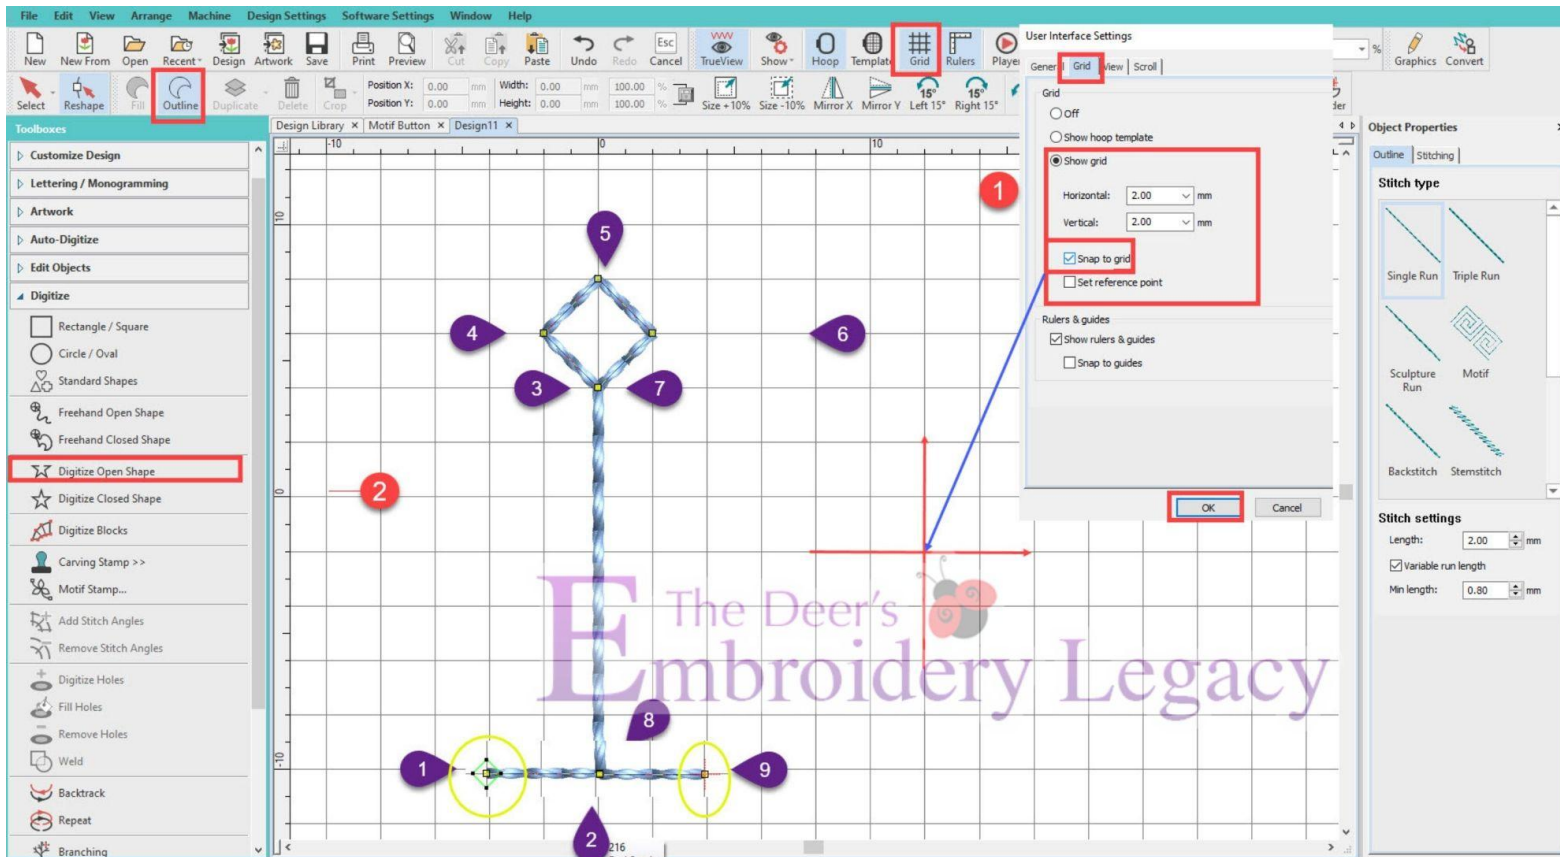 File Edit View Arrange Machine Design Settings Software Settings Window Help
New New From Open Recent Design Artwork Save Print Preview Cut Copy Paste Undo Redo Cancel TrueView Show Hoop Template Grid Rulers Player Graphics Convert
Esc
%
Select Reshape Fill Outline Duplicate Delete Crop
Position X: 0.00 mm Width: 0.00 mm 100.00 %
Position Y: 0.00 mm Height: 0.00 mm 100.00 %
Size +10% Size -10% Mirror X Mirror Y Left 15° Right 15°
15° 15°
Toolboxes
Customize Design
Lettering / Monogramming
Artwork
Auto-Digitize
Edit Objects
Digitize
Rectangle / Square
Circle / Oval
Standard Shapes
Freehand Open Shape
Freehand Closed Shape
Digitize Open Shape
Digitize Closed Shape
Digitize Blocks
Carving Stamp >>
Motif Stamp...
Add Stitch Angles
Remove Stitch Angles
Digitize Holes
Fill Holes
Remove Holes
Weld
Backtrack
Repeat
Branching
Design Library × Motif Button × Design11 ×
-10 0 10
10
0
-10
5
4
6
3
7
2
8
1
9
2
216
1
The Deer's
Embroidery Legacy
User Interface Settings
General Grid View Scroll
Grid
Off
Show hoop template
Show grid
Horizontal: 2.00 mm
Vertical: 2.00 mm
Snap to grid
Set reference point
Rulers & guides
Show rulers & guides
Snap to guides
OK Cancel
Object Properties
Outline Stitching
Stitch type
Single Run Triple Run
Sculpture Run Motif
Backstitch Stemstitch
Stitch settings
Length: 2.00 mm
Variable run length
Min length: 0.80 mm